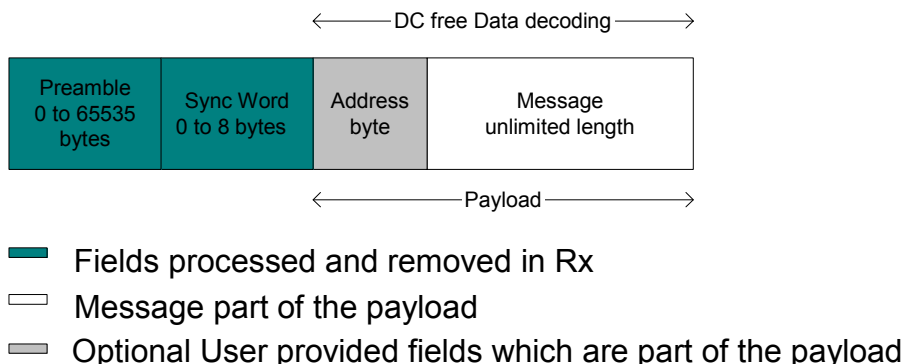 DC free Data decoding
Preamble
0 to 65535
bytes
Sync Word
0 to 8 bytes
Address
byte
Message
unlimited length
Payload
Fields processed and removed in Rx
Message part of the payload
Optional User provided fields which are part of the payload